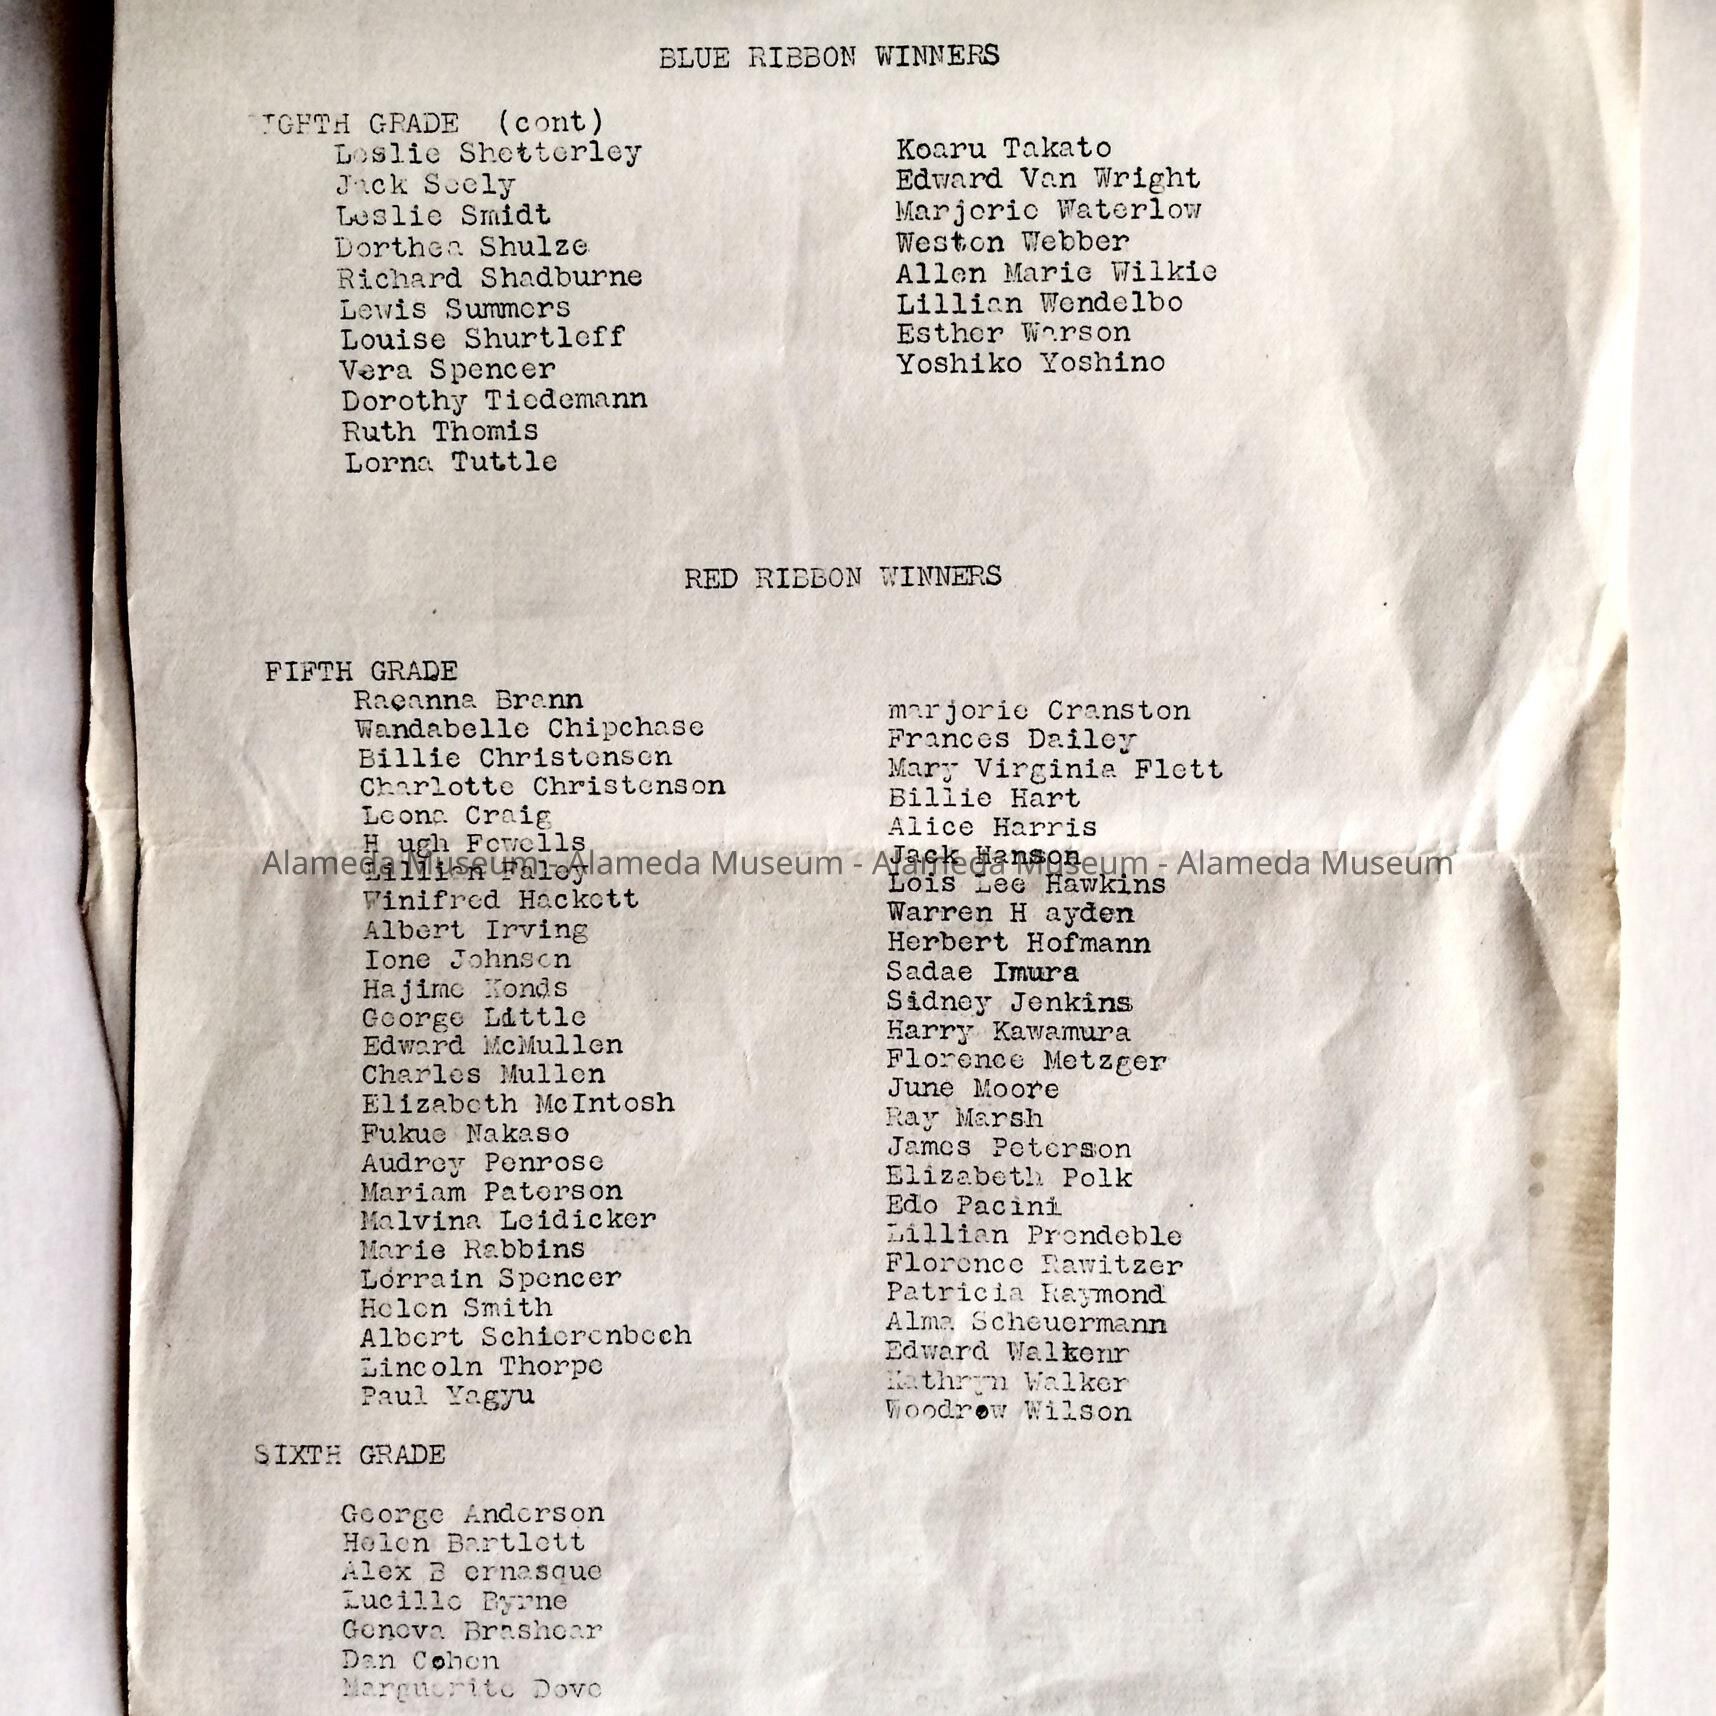 BLUE RIBBON WINNERS
IGHTH GRADE (cont)
Leslie Shetterley
Jack Seely
Leslie Smidt
Dorthea Shulze
Richard Shadburne
Lewis Summers
Louise Shurtleff
Vera Spencer
Dorothy Tiedemann
Ruth Thomis
Lorna Tuttle
Koaru Takato
Edward Van Wright
Marjorie Waterlow
Weston Webber
Allen Marie Wilkie
Lillian Wendelbo
Esther Warson
Yoshiko Yoshino
RED RIBBON WINNERS
FIFTH GRADE
Raeanna Brann
Wandabelle Chipchase
Billie Christensen
Charlotte Christenson
Leona Craig
H ugh Fowells
Lillian Faley
Winifred Hackett
Albert Irving
Ione Johnson
Hajime Konds
George Little
Edward McMullen
Charles Mullen
Elizabeth McIntosh
Fukue Nakaso
Audrey Penrose
Mariam Paterson
Malvina Leidicker
Marie Rabbins
Lorrain Spencer
Helen Smith
Albert Schierenbech
Lincoln Thorpe
Paul Yagyu
marjorie Cranston
Frances Dailey
Mary Virginia Flett
Billie Hart
Alice Harris
Jack Hanson
Lois Lee Hawkins
Warren H ayden
Herbert Hofmann
Sadae Imura
Sidney Jenkins
Harry Kawamura
Florence Metzger
June Moore
Ray Marsh
James Peterson
Elizabeth Polk
Edo Pacini
Lillian Prendeble
Florence Rawitzer
Patricia Raymond
Alma Scheuermann
Edward Walkenr
Kathryn Walker
Woodrow Wilson
Alameda Museum - Alameda Museum - Alameda Museum - Alameda Museum
SIXTH GRADE
George Anderson
Helen Bartlett
Alex B ernasque
Lucille Byrne
Geneva Brashear
Dan Cohen
Marguerite Dove